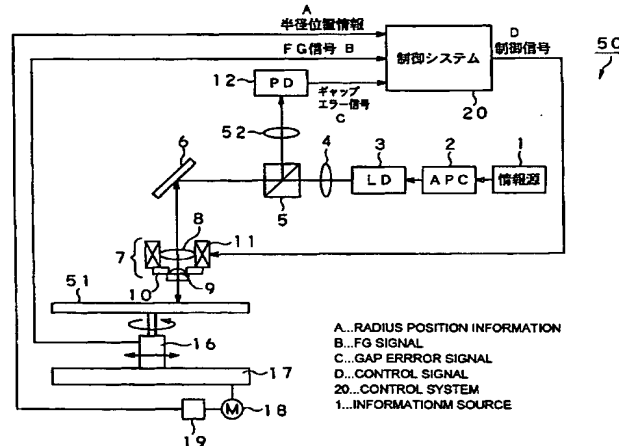 A
半径位置情報
FG信号 B
制御システム
20
D
制御信号
50
12
PD
ギャップ
エラー信号
C
52
6
4
3
2
1
LD
APC
情報源
5
8
11
7
10
9
51
16
17
M
18
19
A...RADIUS POSITION INFORMATION
B...FG SIGNAL
C...GAP ERRROR SIGNAL
D...CONTROL SIGNAL
20...CONTROL SYSTEM
1...INFORMATIONM SOURCE